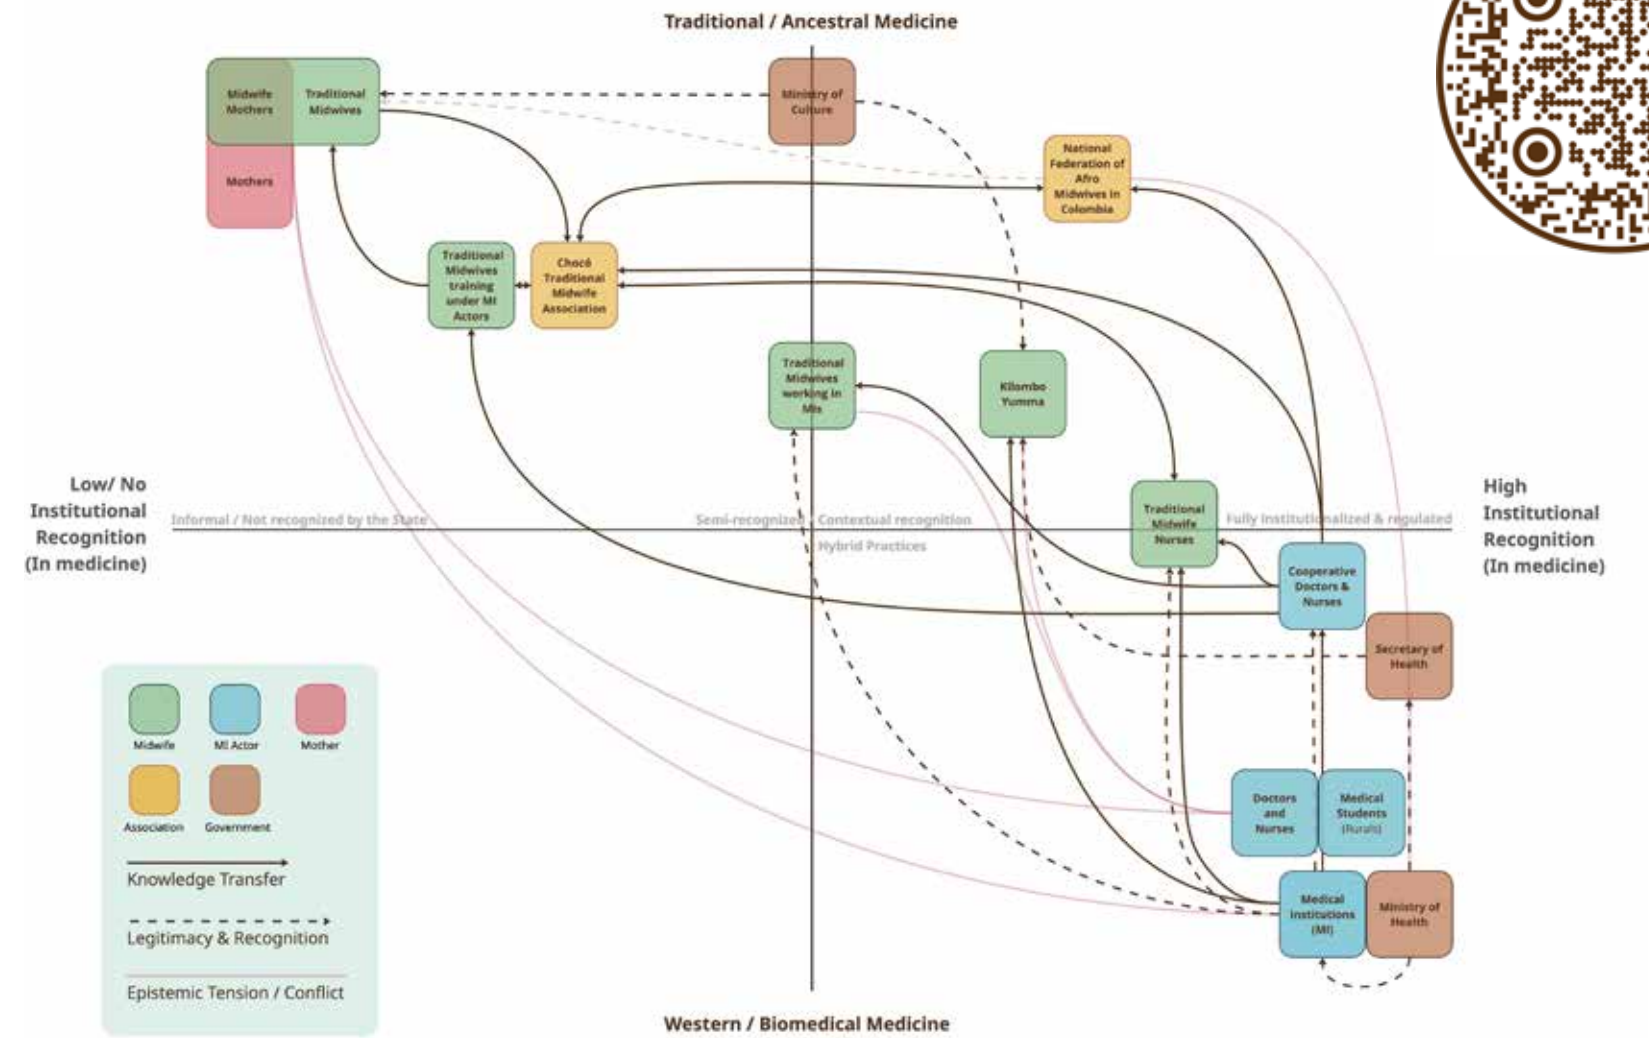 Traditional / Ancestral Medicine
Midwife
Mothers
Traditional
Midwives
Mothers
Ministry of
Culture
National
Federation of
Afro
Midwives in
Colombia
Traditional
Midwives
training
under MI
Actors
Chocó
Traditional
Midwife
Association
Traditional
Midwives
working in
MIs
Kilombo
Yumma
Low/ No
Institutional
Recognition
(In medicine)
Informal / Not recognized by the State
Semi-recognized
Contextual recognition
Hybrid Practices
Traditional
Midwife
Nurses
Fully institutionalized & regulated
High
Institutional
Recognition
(In medicine)
Cooperative
Doctors &
Nurses
Secretary of
Health
Doctors
and
Nurses
Medical
Students
(Rurals)
Medical
Institutions
(MI)
Ministry of
Health
Midwife
MI Actor
Mother
Association
Government
Knowledge Transfer
Legitimacy & Recognition
Epistemic Tension / Conflict
Western / Biomedical Medicine